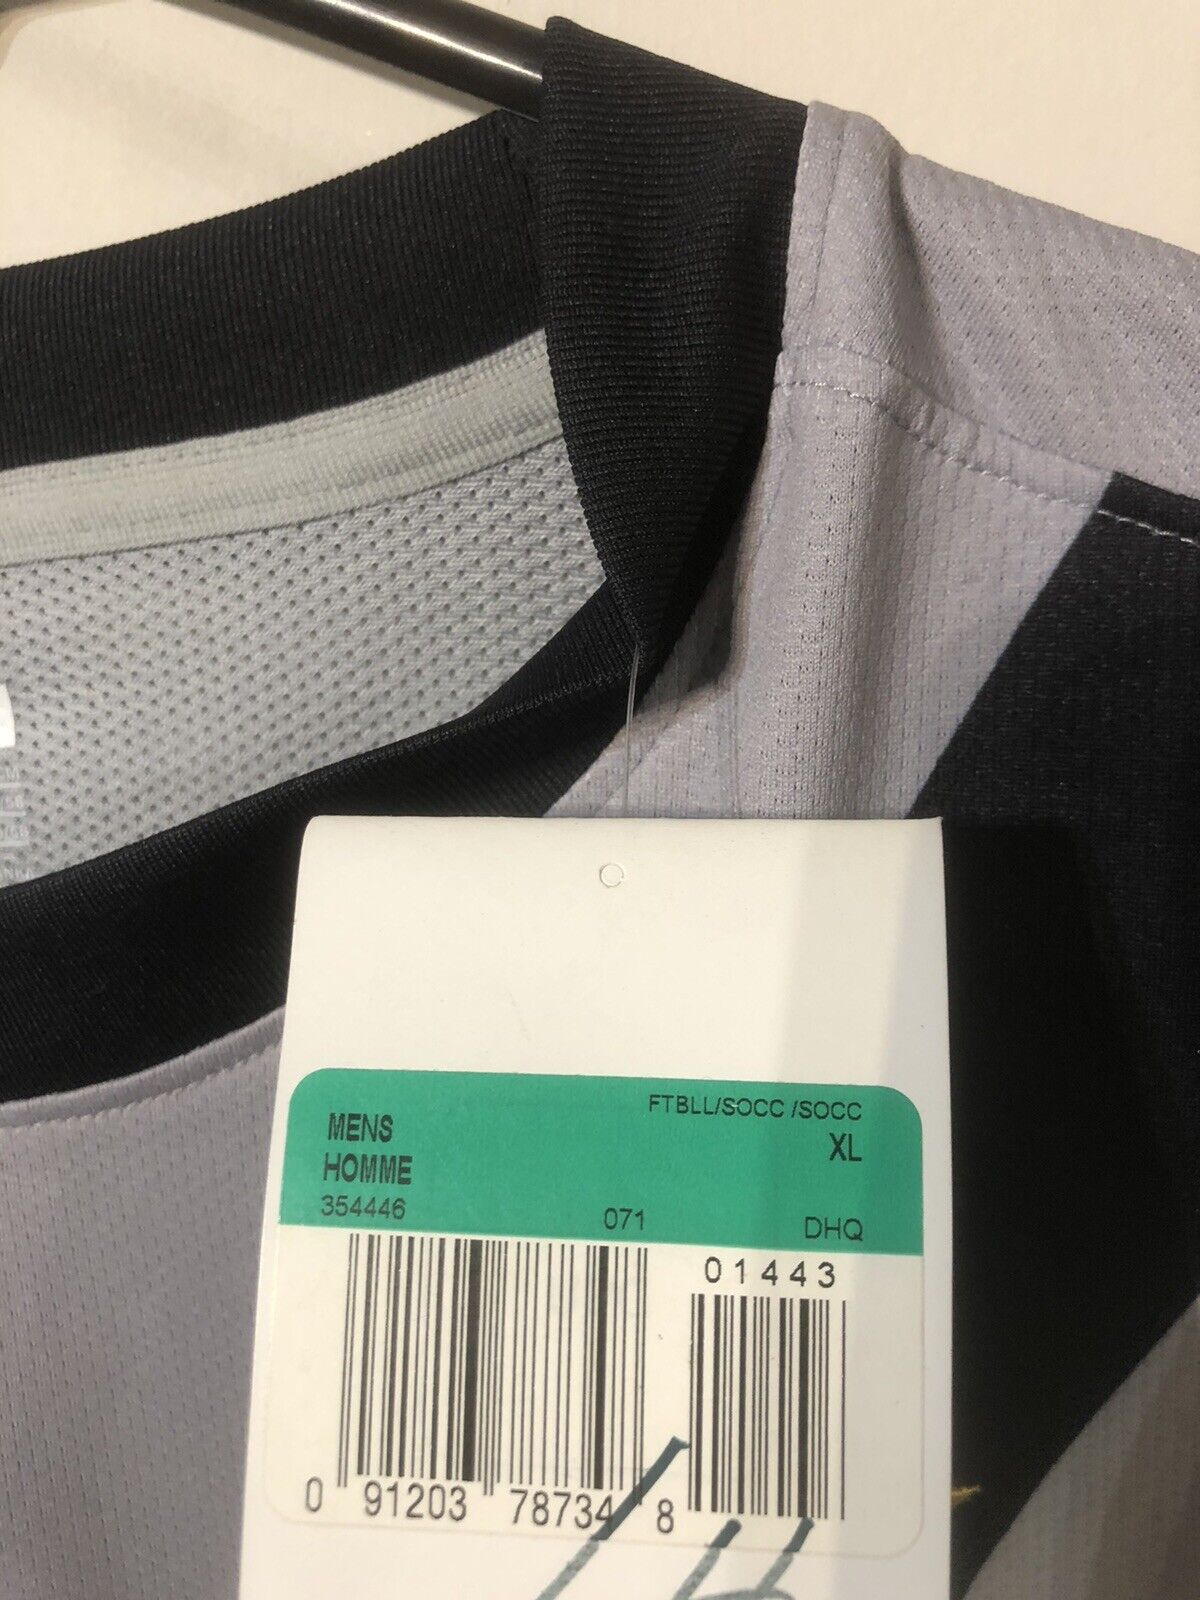 FTBLL/SOCC /SOCC
MENS XL
HOMME
354446 071 DHQ
01443
0 91203 78734 8